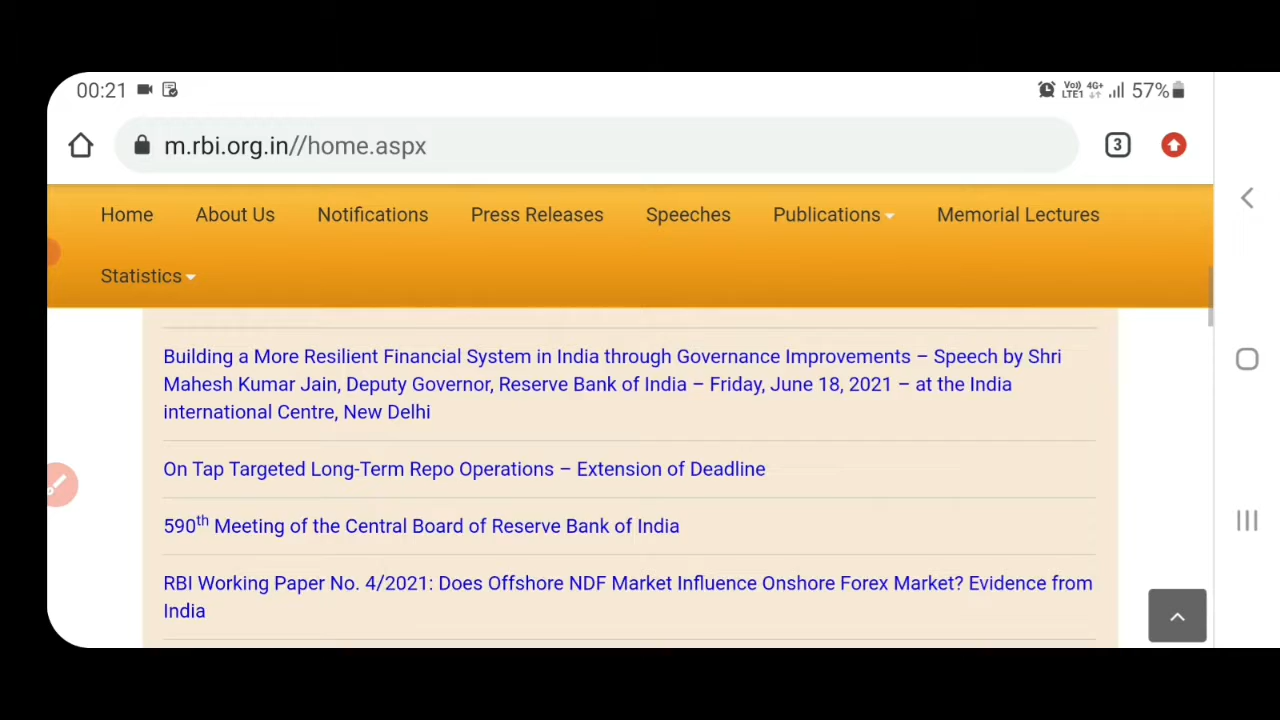 00:21 Vo)) LTE1 4G+ 57%
m.rbi.org.in//home.aspx 3
Home About Us Notifications Press Releases Speeches Publications Memorial Lectures
Statistics
Building a More Resilient Financial System in India through Governance Improvements – Speech by Shri
Mahesh Kumar Jain, Deputy Governor, Reserve Bank of India – Friday, June 18, 2021 – at the India
international Centre, New Delhi
On Tap Targeted Long-Term Repo Operations – Extension of Deadline
590th Meeting of the Central Board of Reserve Bank of India
RBI Working Paper No. 4/2021: Does Offshore NDF Market Influence Onshore Forex Market? Evidence from
India